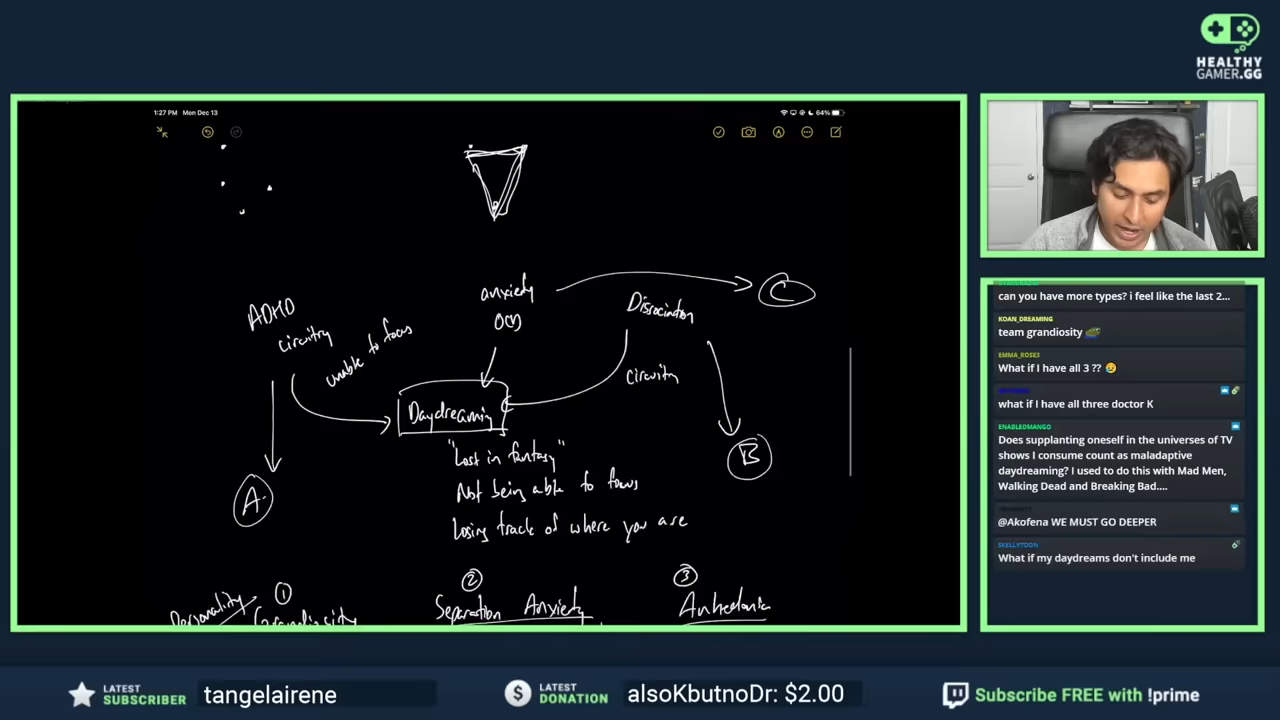 HEALTHY
GAMER.GG
1:27 PM Mon Dec 13
64%
ADHD
circuitry
unable to focus
anxiety
C
Dissociation
circuitry
Daydreaming
B
A
"Lost in fantasy"
Not being able to focus
Losing track of where you are
Personality
1
Grandiosity
2
Separation Anxiety
3
Anhedonia
can you have more types? i feel like the last 2...
KOAN_DREAMING
team grandiosity
EMMA_ROSE3
What if I have all 3 ?? 😥
what if I have all three doctor K
ENABLEDMANGO
Does supplanting oneself in the universes of TV
shows I consume count as maladaptive
daydreaming? I used to do this with Mad Men,
Walking Dead and Breaking Bad....
@Akofena WE MUST GO DEEPER
SKELLYTOON
What if my daydreams don't include me
LATEST
SUBSCRIBER
tangelairene
LATEST
DONATION
alsoKbutnoDr: $2.00
Subscribe FREE with !prime